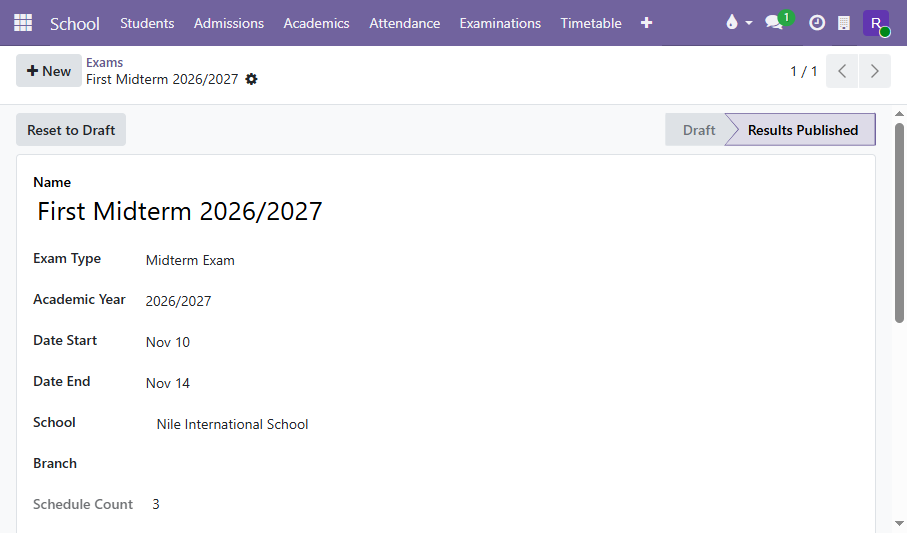 School Students Admissions Academics Attendance Examinations Timetable 1 R
New
Exams
First Midterm 2026/2027
1 / 1
Reset to Draft
Draft Results Published
Name
First Midterm 2026/2027
Exam Type Midterm Exam
Academic Year 2026/2027
Date Start Nov 10
Date End Nov 14
School Nile International School
Branch
Schedule Count 3